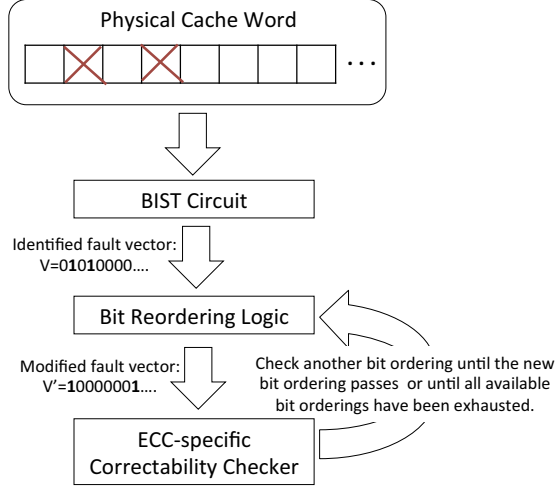 Physical Cache Word
...
BIST Circuit
Identified fault vector:
V=01010000....
Bit Reordering Logic
Modified fault vector:
V'=10000001....
Check another bit ordering until the new
bit ordering passes or until all available
bit orderings have been exhausted.
ECC-specific
Correctability Checker